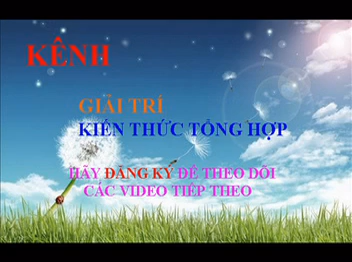 KÊNH
GIẢI TRÍ
KIẾN THỨC TỔNG HỢP
HÃY ĐĂNG KÝ ĐỂ THEO DÕI
CÁC VIDEO TIẾP THEO